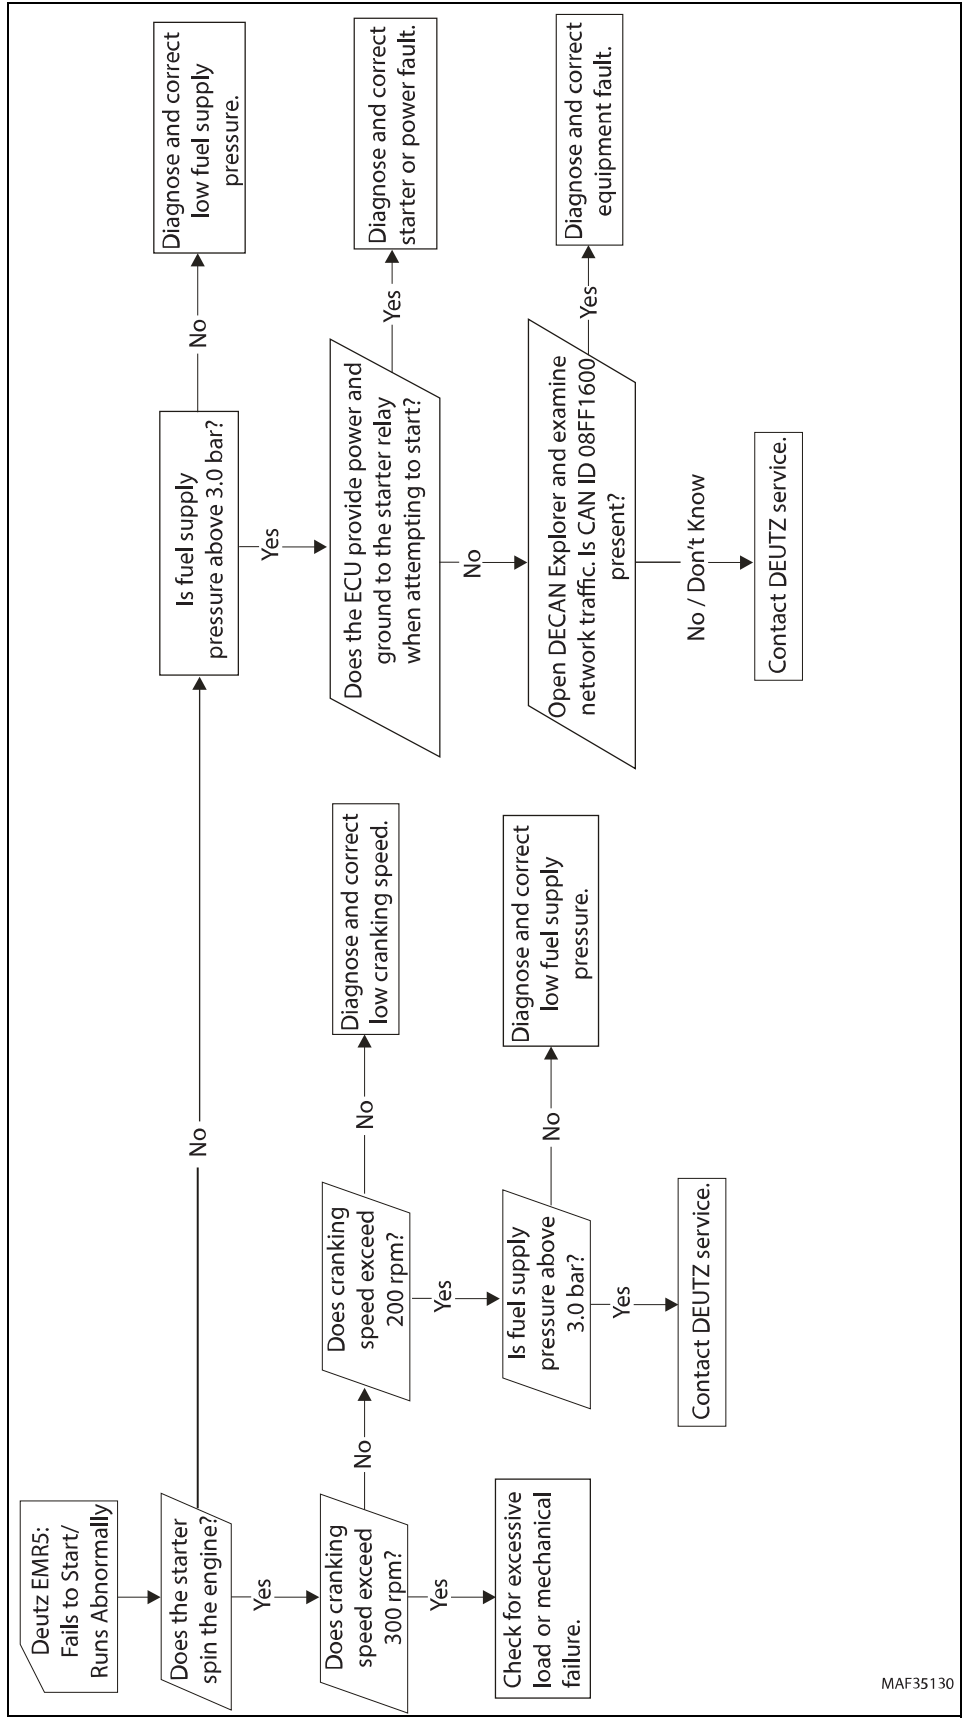 Deutz EMR5:
Fails to Start/
Runs Abnormally
Does the starter
spin the engine?
No
Yes
Is fuel supply
pressure above 3.0 bar?
No
Diagnose and correct
low fuel supply
pressure.
Yes
Does cranking
speed exceed
300 rpm?
No
Does cranking
speed exceed
200 rpm?
No
Diagnose and correct
low cranking speed.
Does the ECU provide power and
ground to the starter relay
when attempting to start?
Yes
Diagnose and correct
starter or power fault.
Yes
Yes
No
Check for excessive
load or mechanical
failure.
Is fuel supply
pressure above
3.0 bar?
No
Diagnose and correct
low fuel supply
pressure.
Open DECAN Explorer and examine
network traffic. Is CAN ID 08FF1600
present?
Yes
Diagnose and correct
equipment fault.
Yes
No / Don't Know
Contact DEUTZ service.
Contact DEUTZ service.
MAF35130